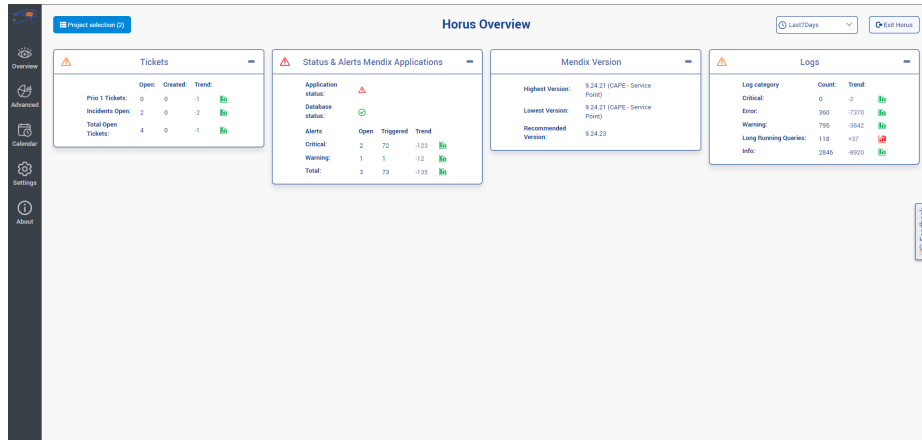 Project selection (2)
Horus Overview
Last7Days
Exit Horus
Overview
Advanced
Calendar
Settings
About
Tickets
Open: Created: Trend:
Prio 1 Tickets: 0 0 -1
Incidents Open: 2 0 -2
Total Open
Tickets: 4 0 -1
Status & Alerts Mendix Applications
Application
status:
Database
status:
Alerts Open Triggered Trend
Critical: 2 72 -123
Warning: 1 1 -12
Total: 3 73 -135
Mendix Version
Highest Version: 9.24.21 (CAPE - Service
Point)
Lowest Version: 9.24.21 (CAPE - Service
Point)
Recommended
Version: 9.24.23
Logs
Log category Count: Trend:
Critical: 0 -2
Error: 360 -7370
Warning: 795 -3842
Long Running Queries: 118 +37
Info: 2846 -8920